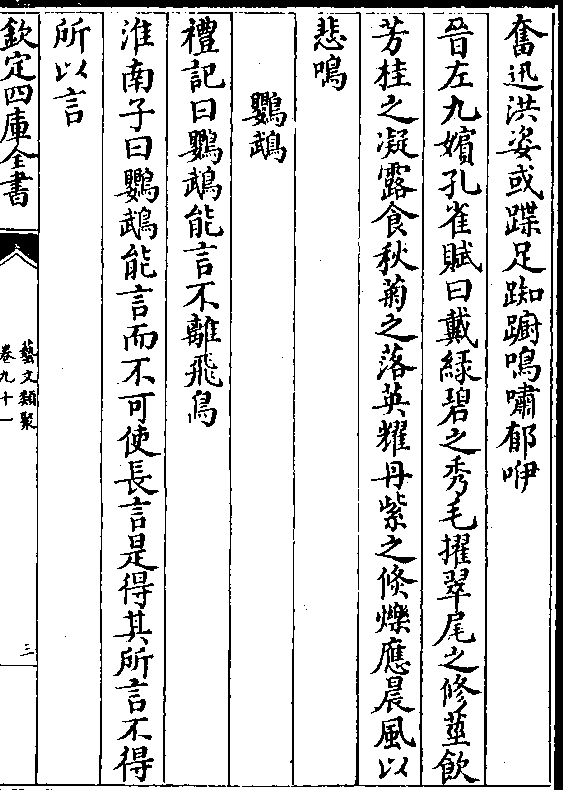 奮迅洪姿或蹀足踟蹰鳴嘯郁咿
晉左九嬪孔雀賦曰戴緑碧之秀毛擢翠尾之修莖飲
芳桂之凝露食秋菊之落英耀丹紫之倐爍應晨風以
悲鳴
鸚鵡
禮記曰鸚鵡能言不離飛鳥
淮南子曰鸚鵡能言而不可使長言是得其所言不得
所以言
欽定四庫全書
藝文類聚
卷九十一
三